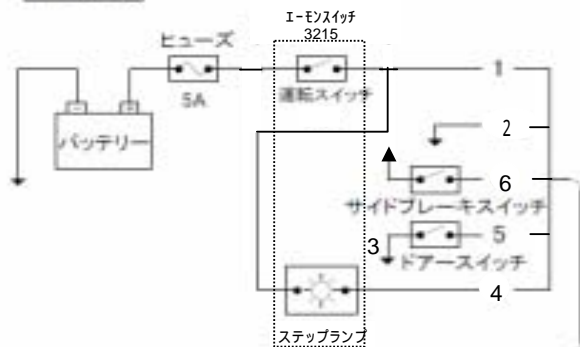 エーモンスイッチ
3215
ヒューズ
5A
運転スイッチ
バッテリー
1
2
6
サイドブレーキスイッチ
3
5
ドアースイッチ
4
ステップランプ